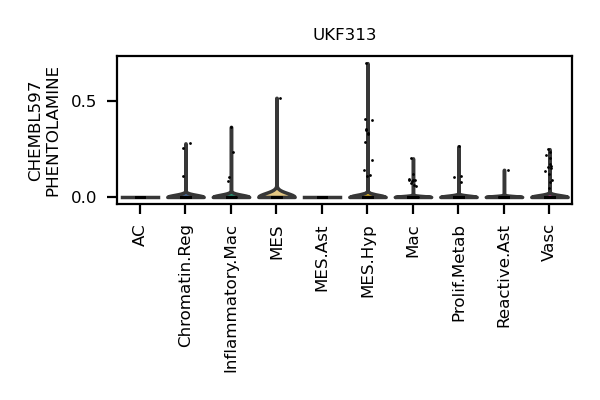 UKF313
CHEMBL597
PHENTOLAMINE
0.5
0.0
AC
Chromatin.Reg
Inflammatory.Mac
MES
MES.Ast
MES.Hyp
Mac
Prolif.Metab
Reactive.Ast
Vasc